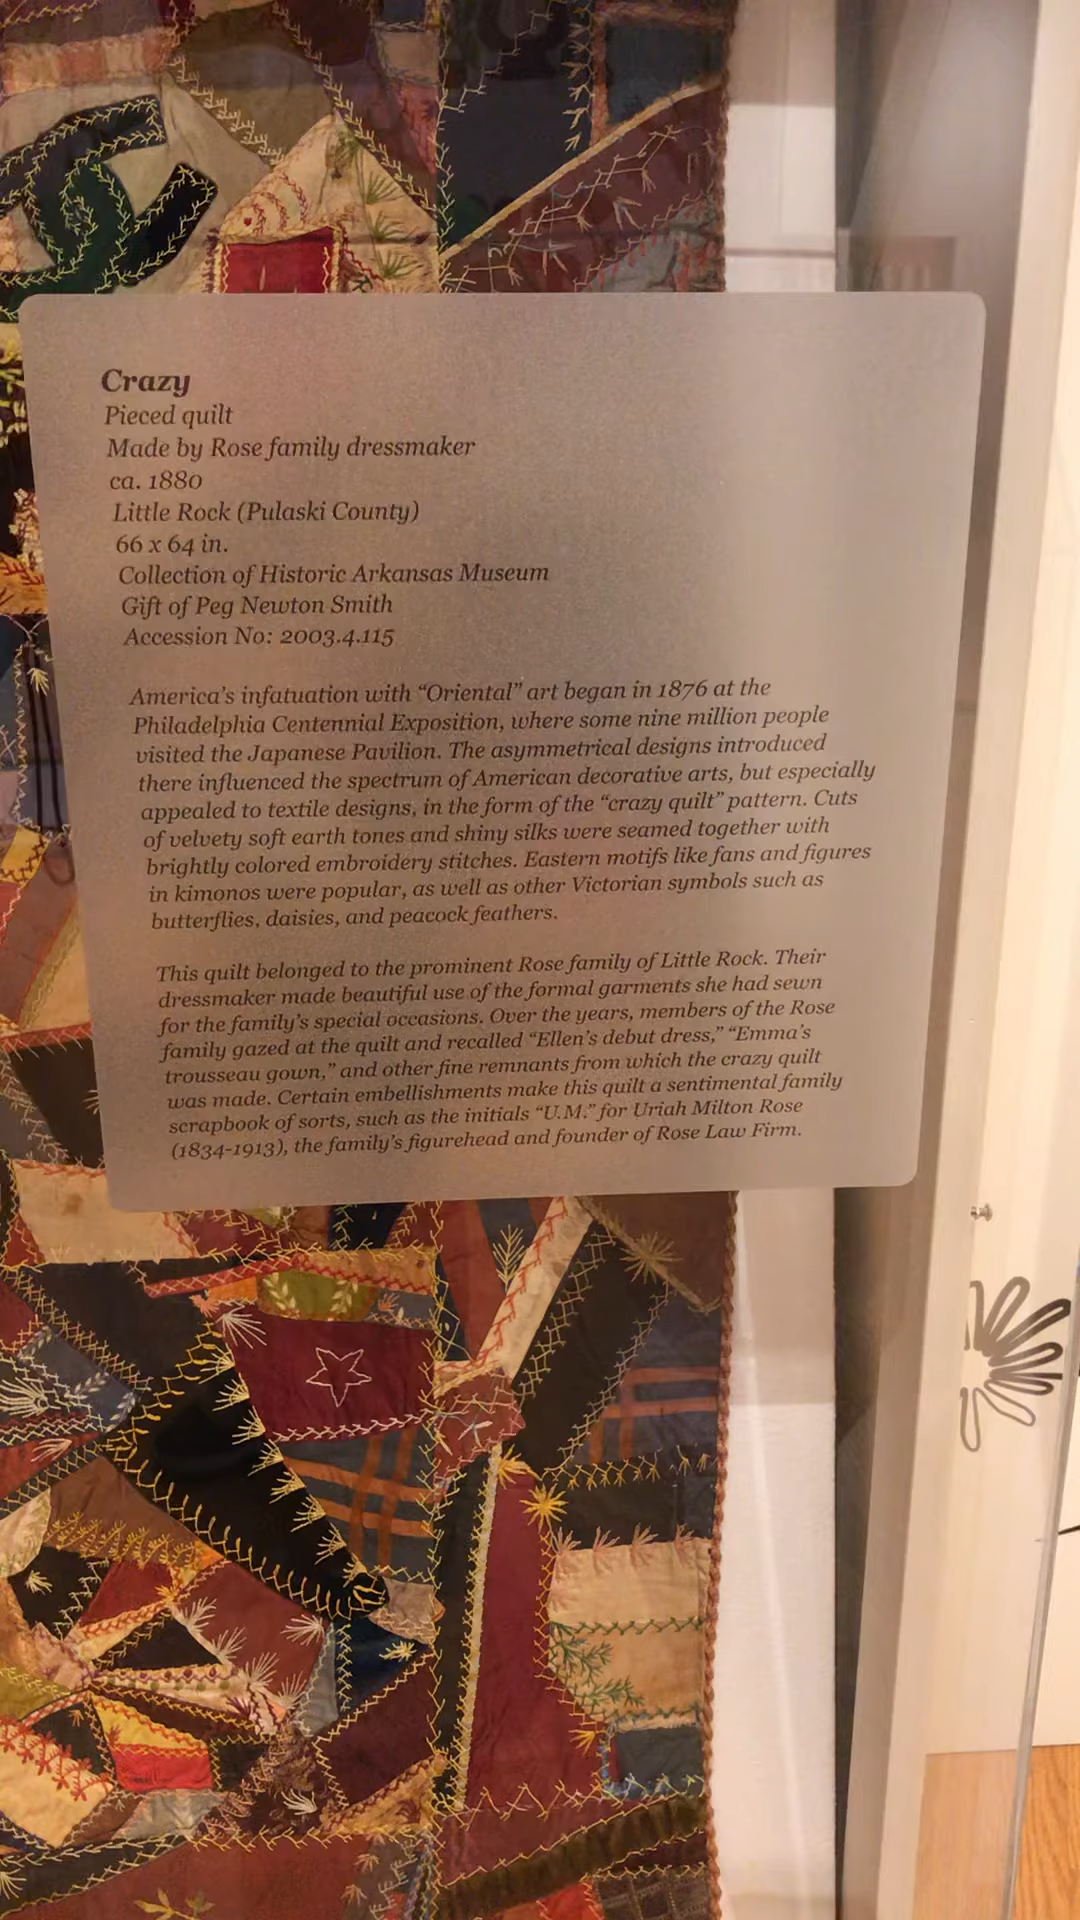 Crazy
Pieced quilt
Made by Rose family dressmaker
ca. 1880
Little Rock (Pulaski County)
66 x 64 in.
Collection of Historic Arkansas Museum
Gift of Peg Newton Smith
Accession No: 2003.4.115
America's infatuation with “Oriental” art began in 1876 at the
Philadelphia Centennial Exposition, where some nine million people
visited the Japanese Pavilion. The asymmetrical designs introduced
there influenced the spectrum of American decorative arts, but especially
appealed to textile designs, in the form of the “crazy quilt” pattern. Cuts
of velvety soft earth tones and shiny silks were seamed together with
brightly colored embroidery stitches. Eastern motifs like fans and figures
in kimonos were popular, as well as other Victorian symbols such as
butterflies, daisies, and peacock feathers.
This quilt belonged to the prominent Rose family of Little Rock. Their
dressmaker made beautiful use of the formal garments she had sewn
for the family's special occasions. Over the years, members of the Rose
family gazed at the quilt and recalled “Ellen's debut dress,” “Emma's
trousseau gown,” and other fine remnants from which the crazy quilt
was made. Certain embellishments make this quilt a sentimental family
scrapbook of sorts, such as the initials “U.M.” for Uriah Milton Rose
(1834-1913), the family's figurehead and founder of Rose Law Firm.